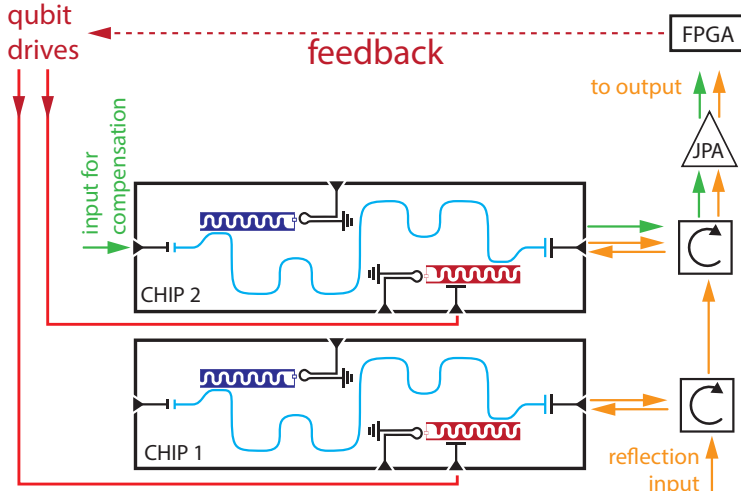 qubit
drives
feedback
FPGA
to output
JPA
input for
compensation
CHIP 2
CHIP 1
reflection
input